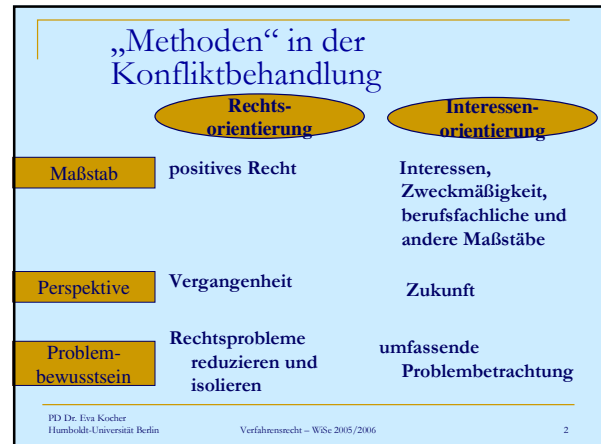 „Methoden“ in der
Konfliktbehandlung
Rechts-
orientierung
Interessen-
orientierung
Maßstab
positives Recht
Interessen,
Zweckmäßigkeit,
berufsfachliche und
andere Maßstäbe
Perspektive
Vergangenheit
Zukunft
Problem-
bewusstsein
Rechtsprobleme
reduzieren und
isolieren
umfassende
Problembetrachtung
PD Dr. Eva Kocher
Humboldt-Universität Berlin
Verfahrensrecht – WiSe 2005/2006
2